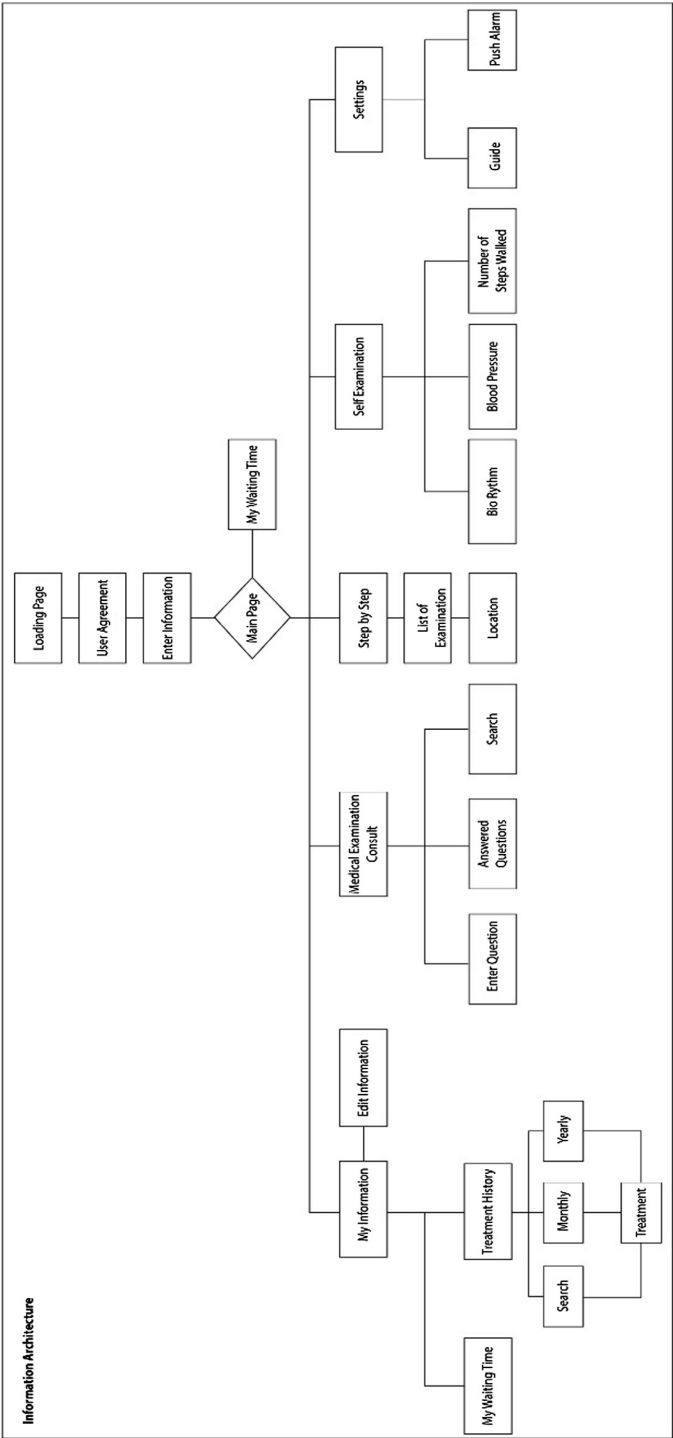 Information Architecture
Loading Page
User Agreement
Enter Information
Main Page
My Waiting Time
My Information
Edit Information
Medical Examination
Consult
Step by Step
Self Examination
Settings
List of
Examination
My Waiting Time
Treatment History
Enter Question
Answered
Questions
Search
Location
Bio Rythm
Blood Pressure
Number of
Steps Walked
Guide
Push Alarm
Search
Monthly
Yearly
Treatment